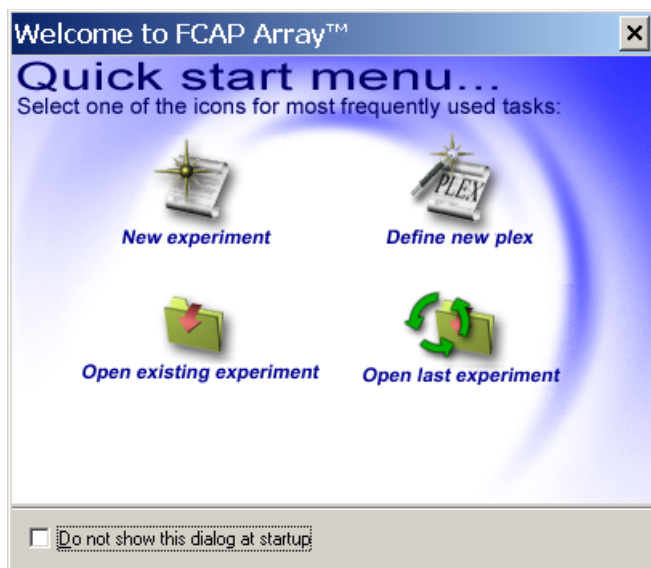 Welcome to FCAP Array™
Quick start menu...
Select one of the icons for most frequently used tasks:
PLEX
New experiment
Define new plex
Open existing experiment
Open last experiment
Do not show this dialog at startup